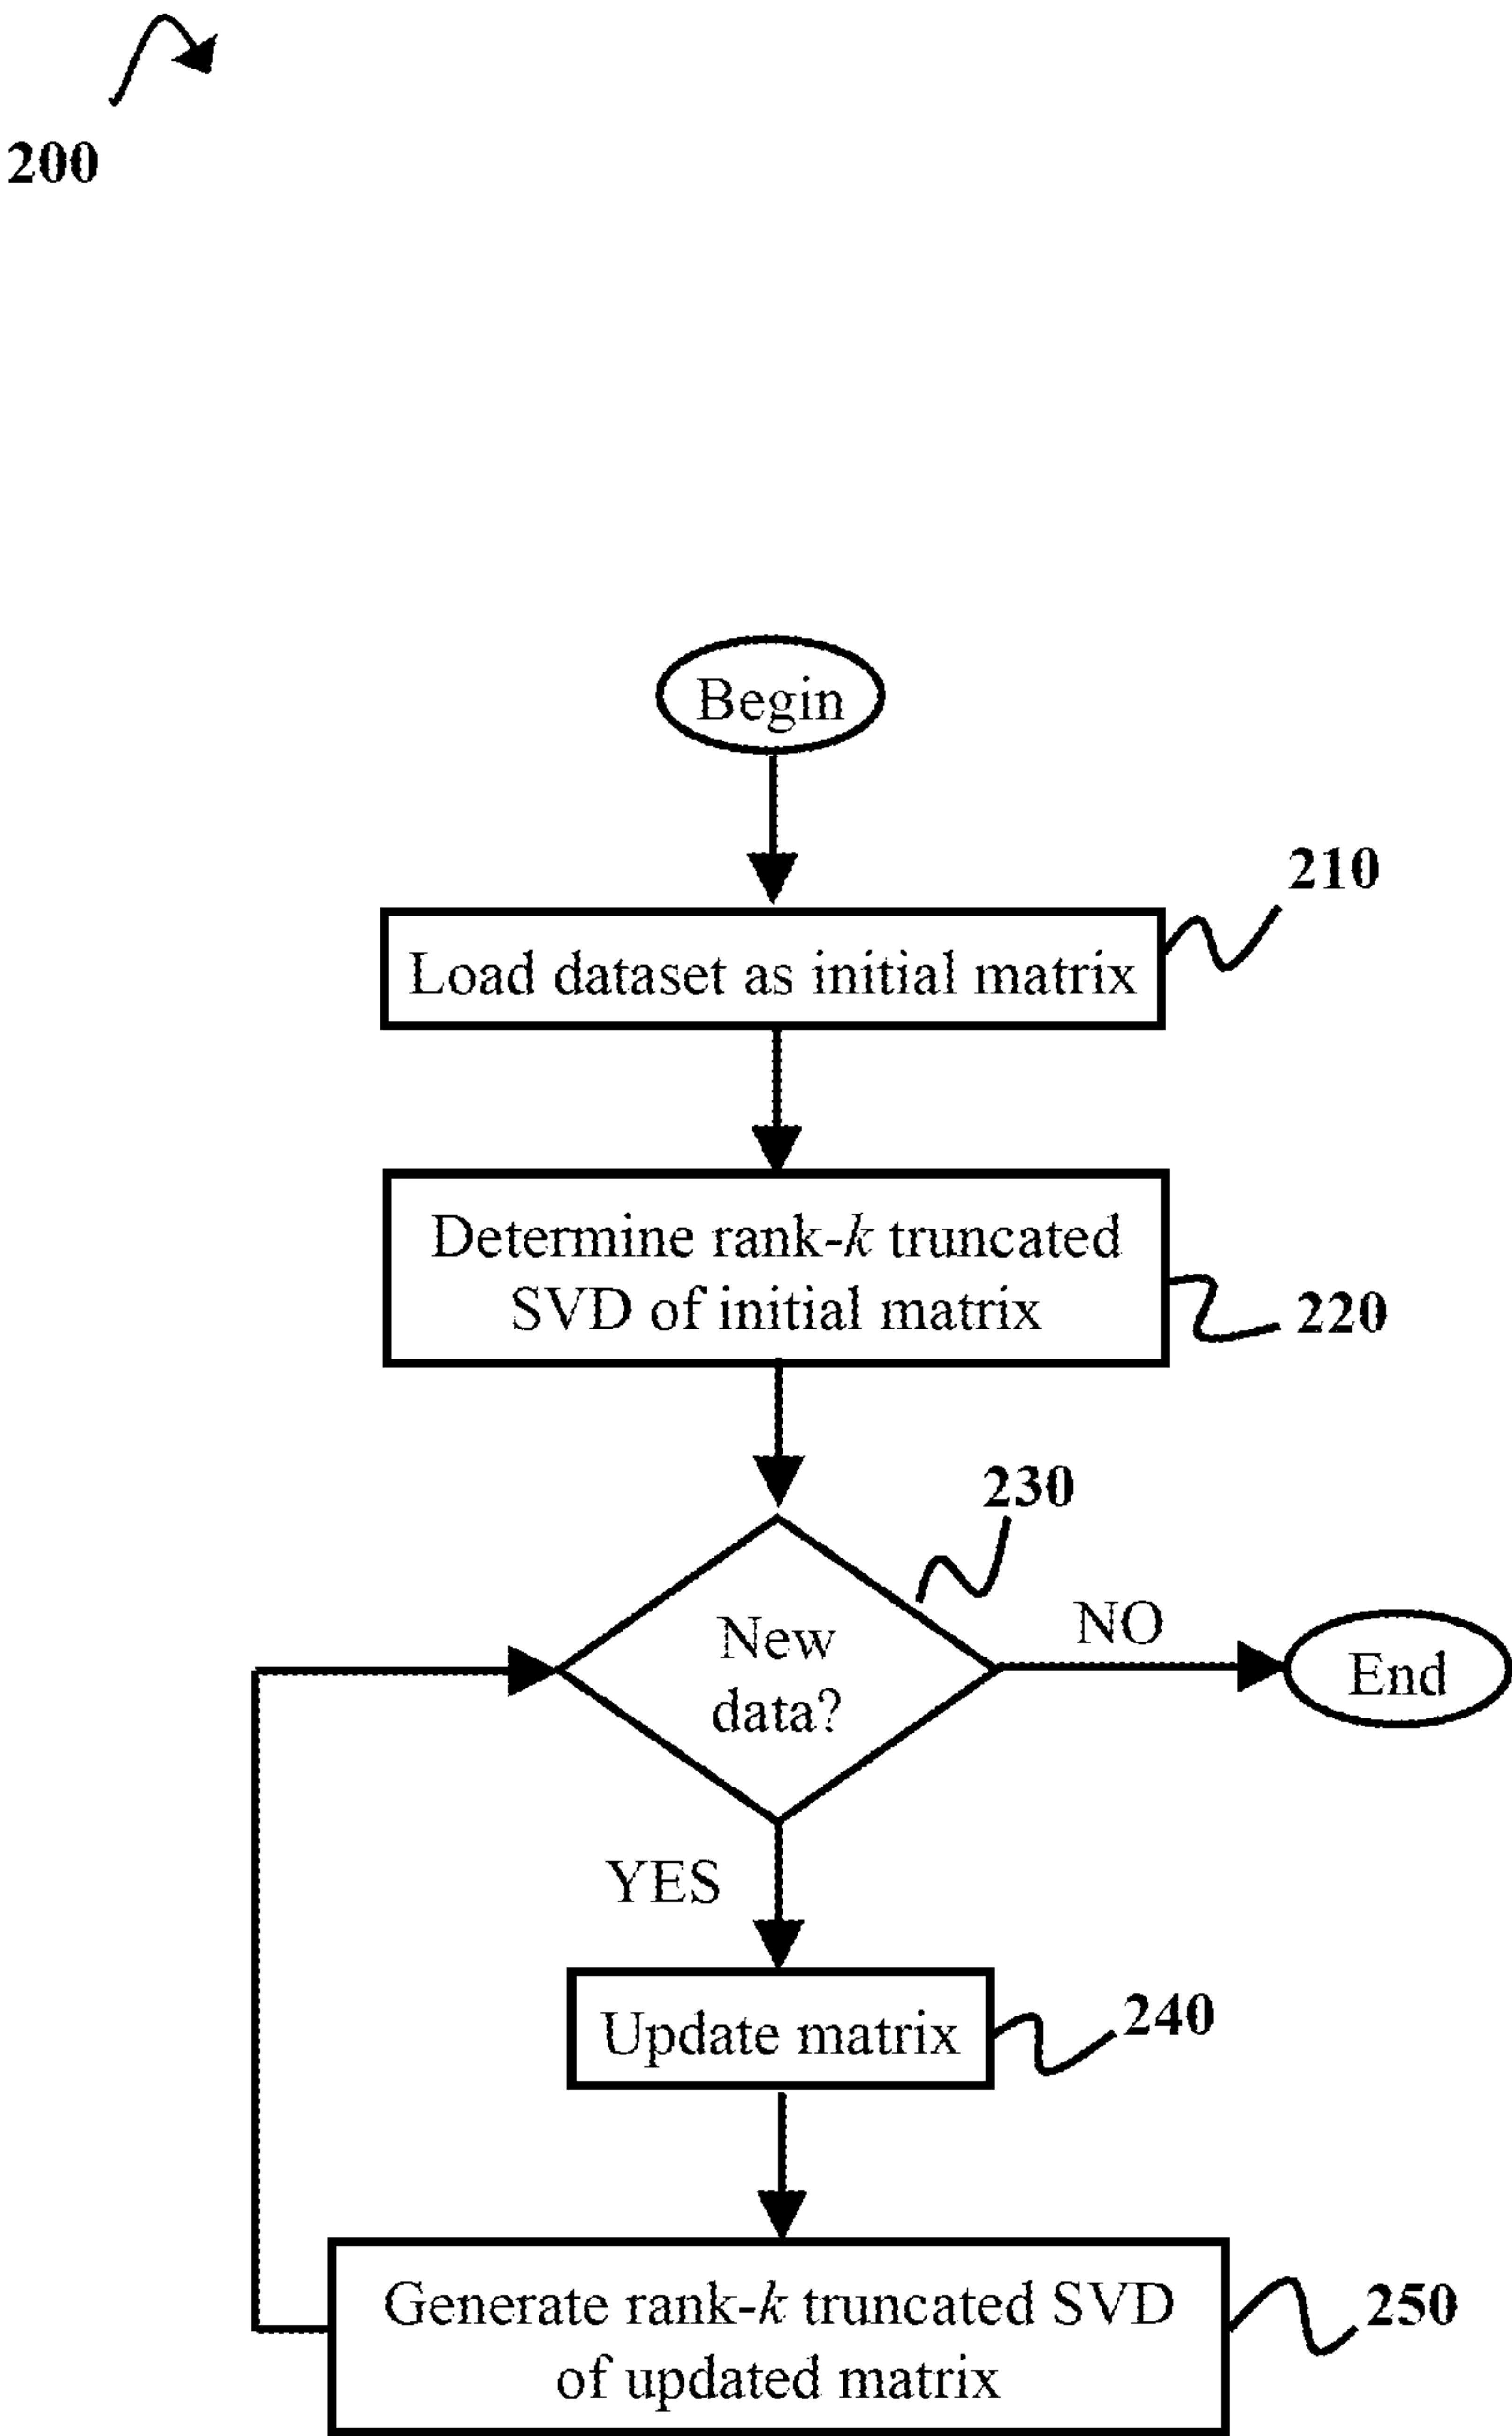 200
Begin
210
Load dataset as initial matrix
Determine rank-k truncated
SVD of initial matrix
220
230
New
data?
NO
End
YES
Update matrix
240
Generate rank-k truncated SVD
of updated matrix
250